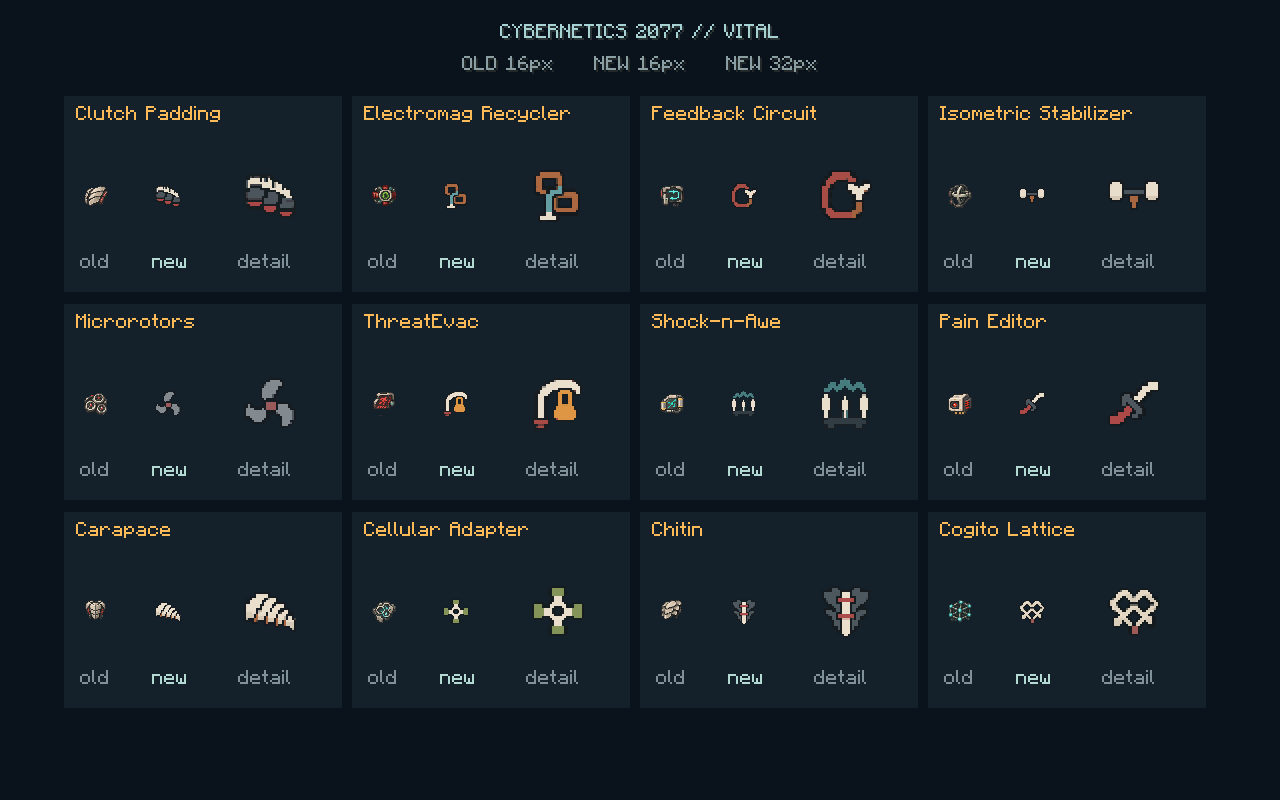 CYBERNETICS 2077 // VITAL
OLD 16px NEW 16px NEW 32px
Clutch Padding Electromag Recycler Feedback Circuit Isometric Stabilizer
old new detail old new detail old new detail old new detail
Microrotors ThreatEvac Shock-n-Awe Pain Editor
old new detail old new detail old new detail old new detail
Carapace Cellular Adapter Chitin Cogito Lattice
old new detail old new detail old new detail old new detail